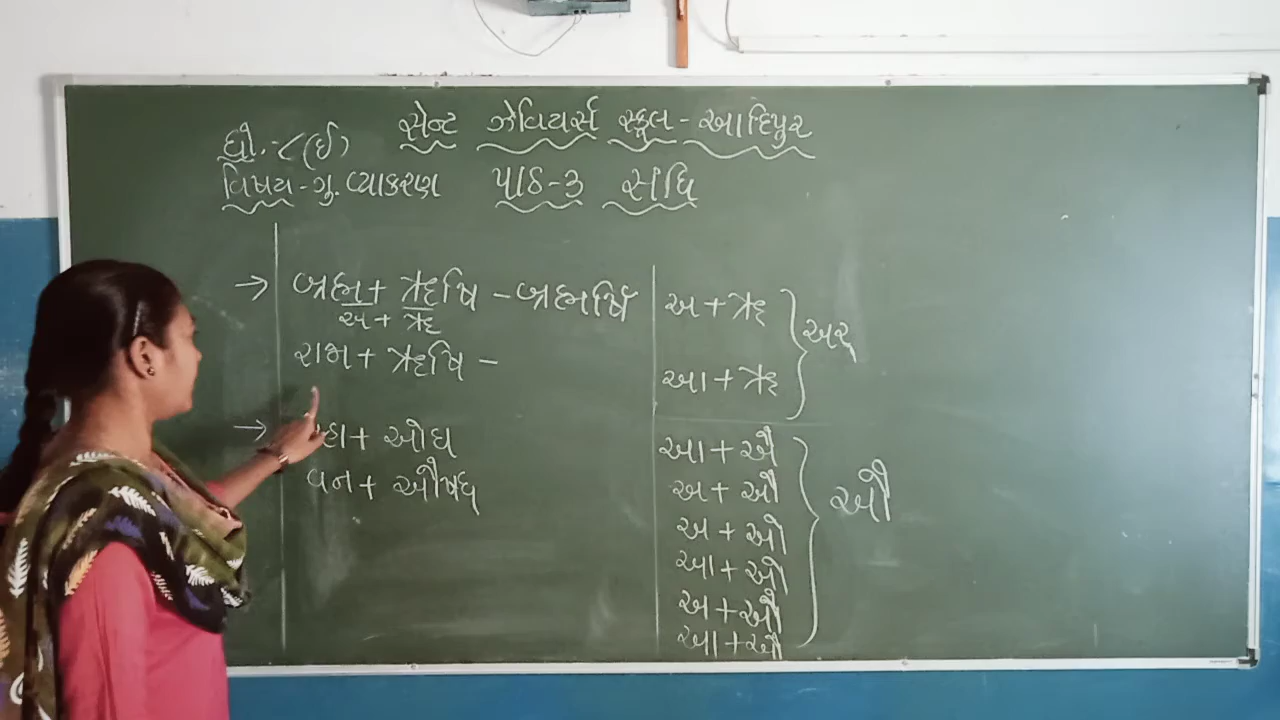 સેન્ટ ઝેવિયર્સ સ્કૂલ - આદિપુર
ધો.-૮(ઈ)
વિષય-ગુ. વ્યાકરણ પાઠ-૩ સંધિ
→ બ્રહ્મ + ઋષિ - બ્રહ્મર્ષિ
અ + ઋ
રાજા + ઋષિ -
→ + ઓઘ
વન + ઔષધ
અ + ઋ
આ + ઋ
અર્
આ + ઔ
અ + ઔ
અ + ઓ
આ + ઓ
અ + ઔ
આ + ઔ
ઔ